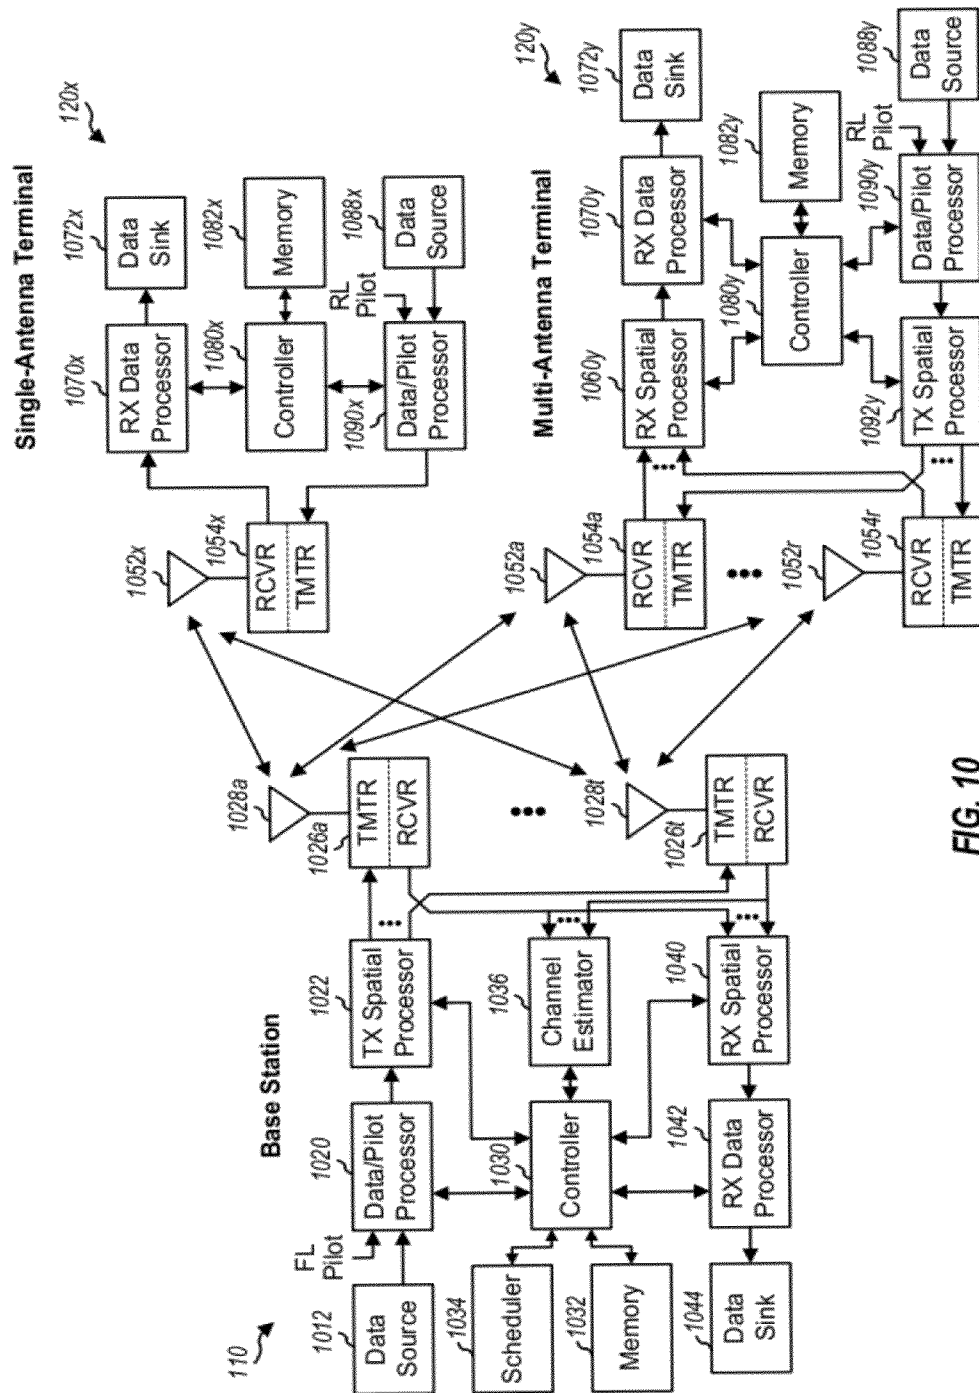 110
Base Station
1012
Data
Source
FL
Pilot
1020
Data/Pilot
Processor
1022
TX Spatial
Processor
1026a
TMTR
RCVR
1028a
1034
Scheduler
1030
Controller
1036
Channel
Estimator
1032
Memory
1044
Data
Sink
1042
RX Data
Processor
1040
RX Spatial
Processor
1026t
TMTR
RCVR
1028t
Single-Antenna Terminal
120x
1052x
1054x
RCVR
TMTR
1070x
RX Data
Processor
1072x
Data
Sink
1080x
Controller
1082x
Memory
RL
Pilot
1090x
Data/Pilot
Processor
1088x
Data
Source
Multi-Antenna Terminal
120y
1052a
1054a
RCVR
TMTR
1060y
RX Spatial
Processor
1070y
RX Data
Processor
1072y
Data
Sink
1080y
Controller
1082y
Memory
1052r
1054r
RCVR
TMTR
1092y
TX Spatial
Processor
1090y
Data/Pilot
Processor
RL
Pilot
1088y
Data
Source
FIG. 10